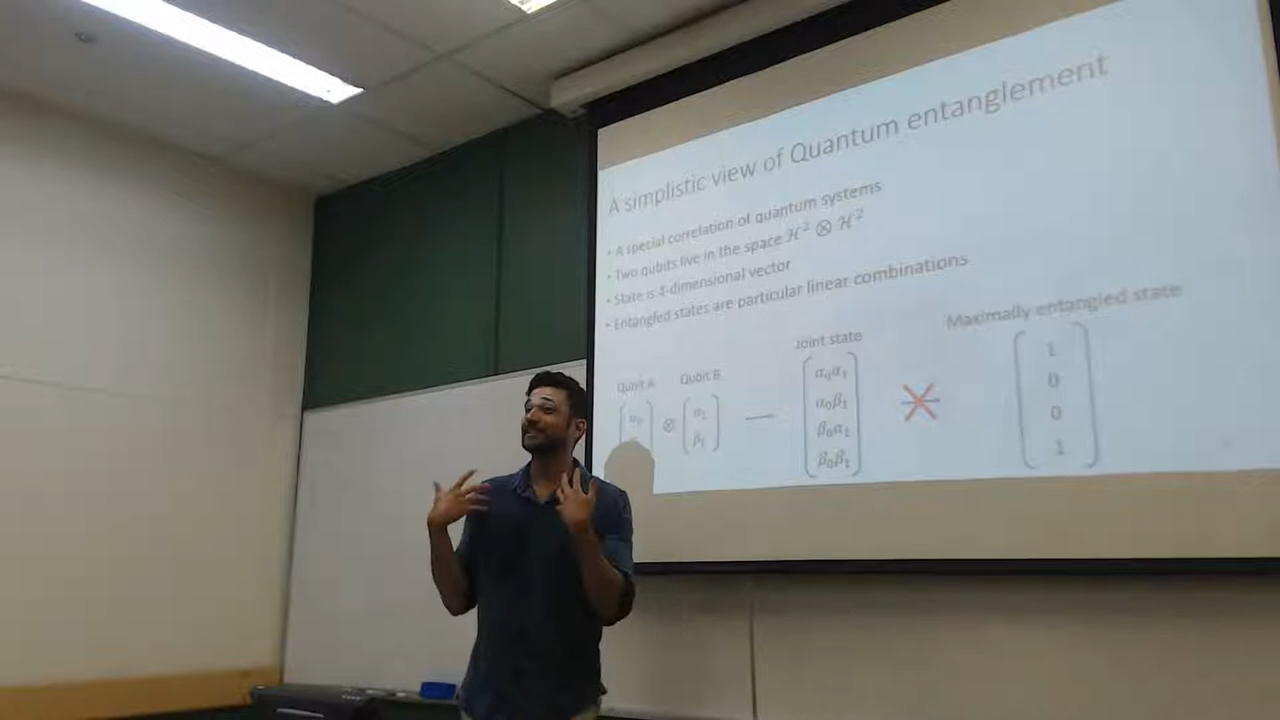 A simplistic view of Quantum entanglement
• A special correlation of quantum systems
• Two qubits live in the space ℋ² ⊗ ℋ²
• State is 4-dimensional vector
• Entangled states are particular linear combinations
Qubit A
Qubit B
Joint state
Maximally entangled state
α₀
⊗
α₁
β₁
α₀α₁
α₀β₁
β₀α₁
β₀β₁
1
0
0
1